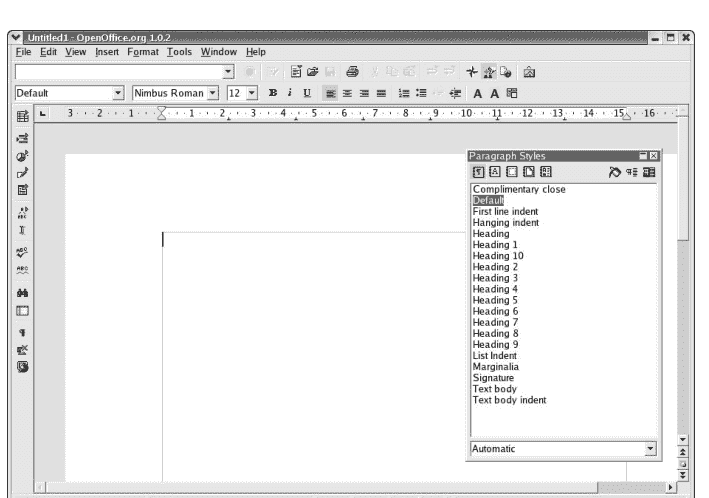 Untitled1 - OpenOffice.org 1.0.2
File Edit View Insert Format Tools Window Help
Default Nimbus Roman 12 B i U A A
3 2 1 1 2 3 4 5 6 7 8 9 10 11 12 13 14 15 16
Paragraph Styles
Complimentary close
Default
First line indent
Hanging indent
Heading
Heading 1
Heading 10
Heading 2
Heading 3
Heading 4
Heading 5
Heading 6
Heading 7
Heading 8
Heading 9
List Indent
Marginalia
Signature
Text body
Text body indent
Automatic
ABC
ABC